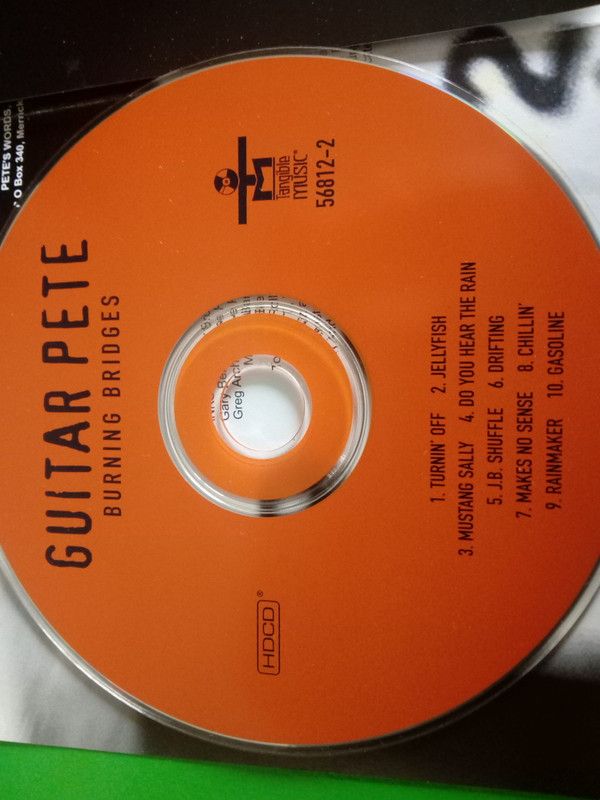 GUITAR PETE
BURNING BRIDGES
Tangible
MUSIC
56812-2
HDCD®
1. TURNIN' OFF 2. JELLYFISH
3. MUSTANG SALLY 4. DO YOU HEAR THE RAIN
5. J.B. SHUFFLE 6. DRIFTING
7. MAKES NO SENSE 8. CHILLIN'
9. RAINMAKER 10. GASOLINE
PETE'S WORDS.
O Box 340, Merrick
Gary
Greg